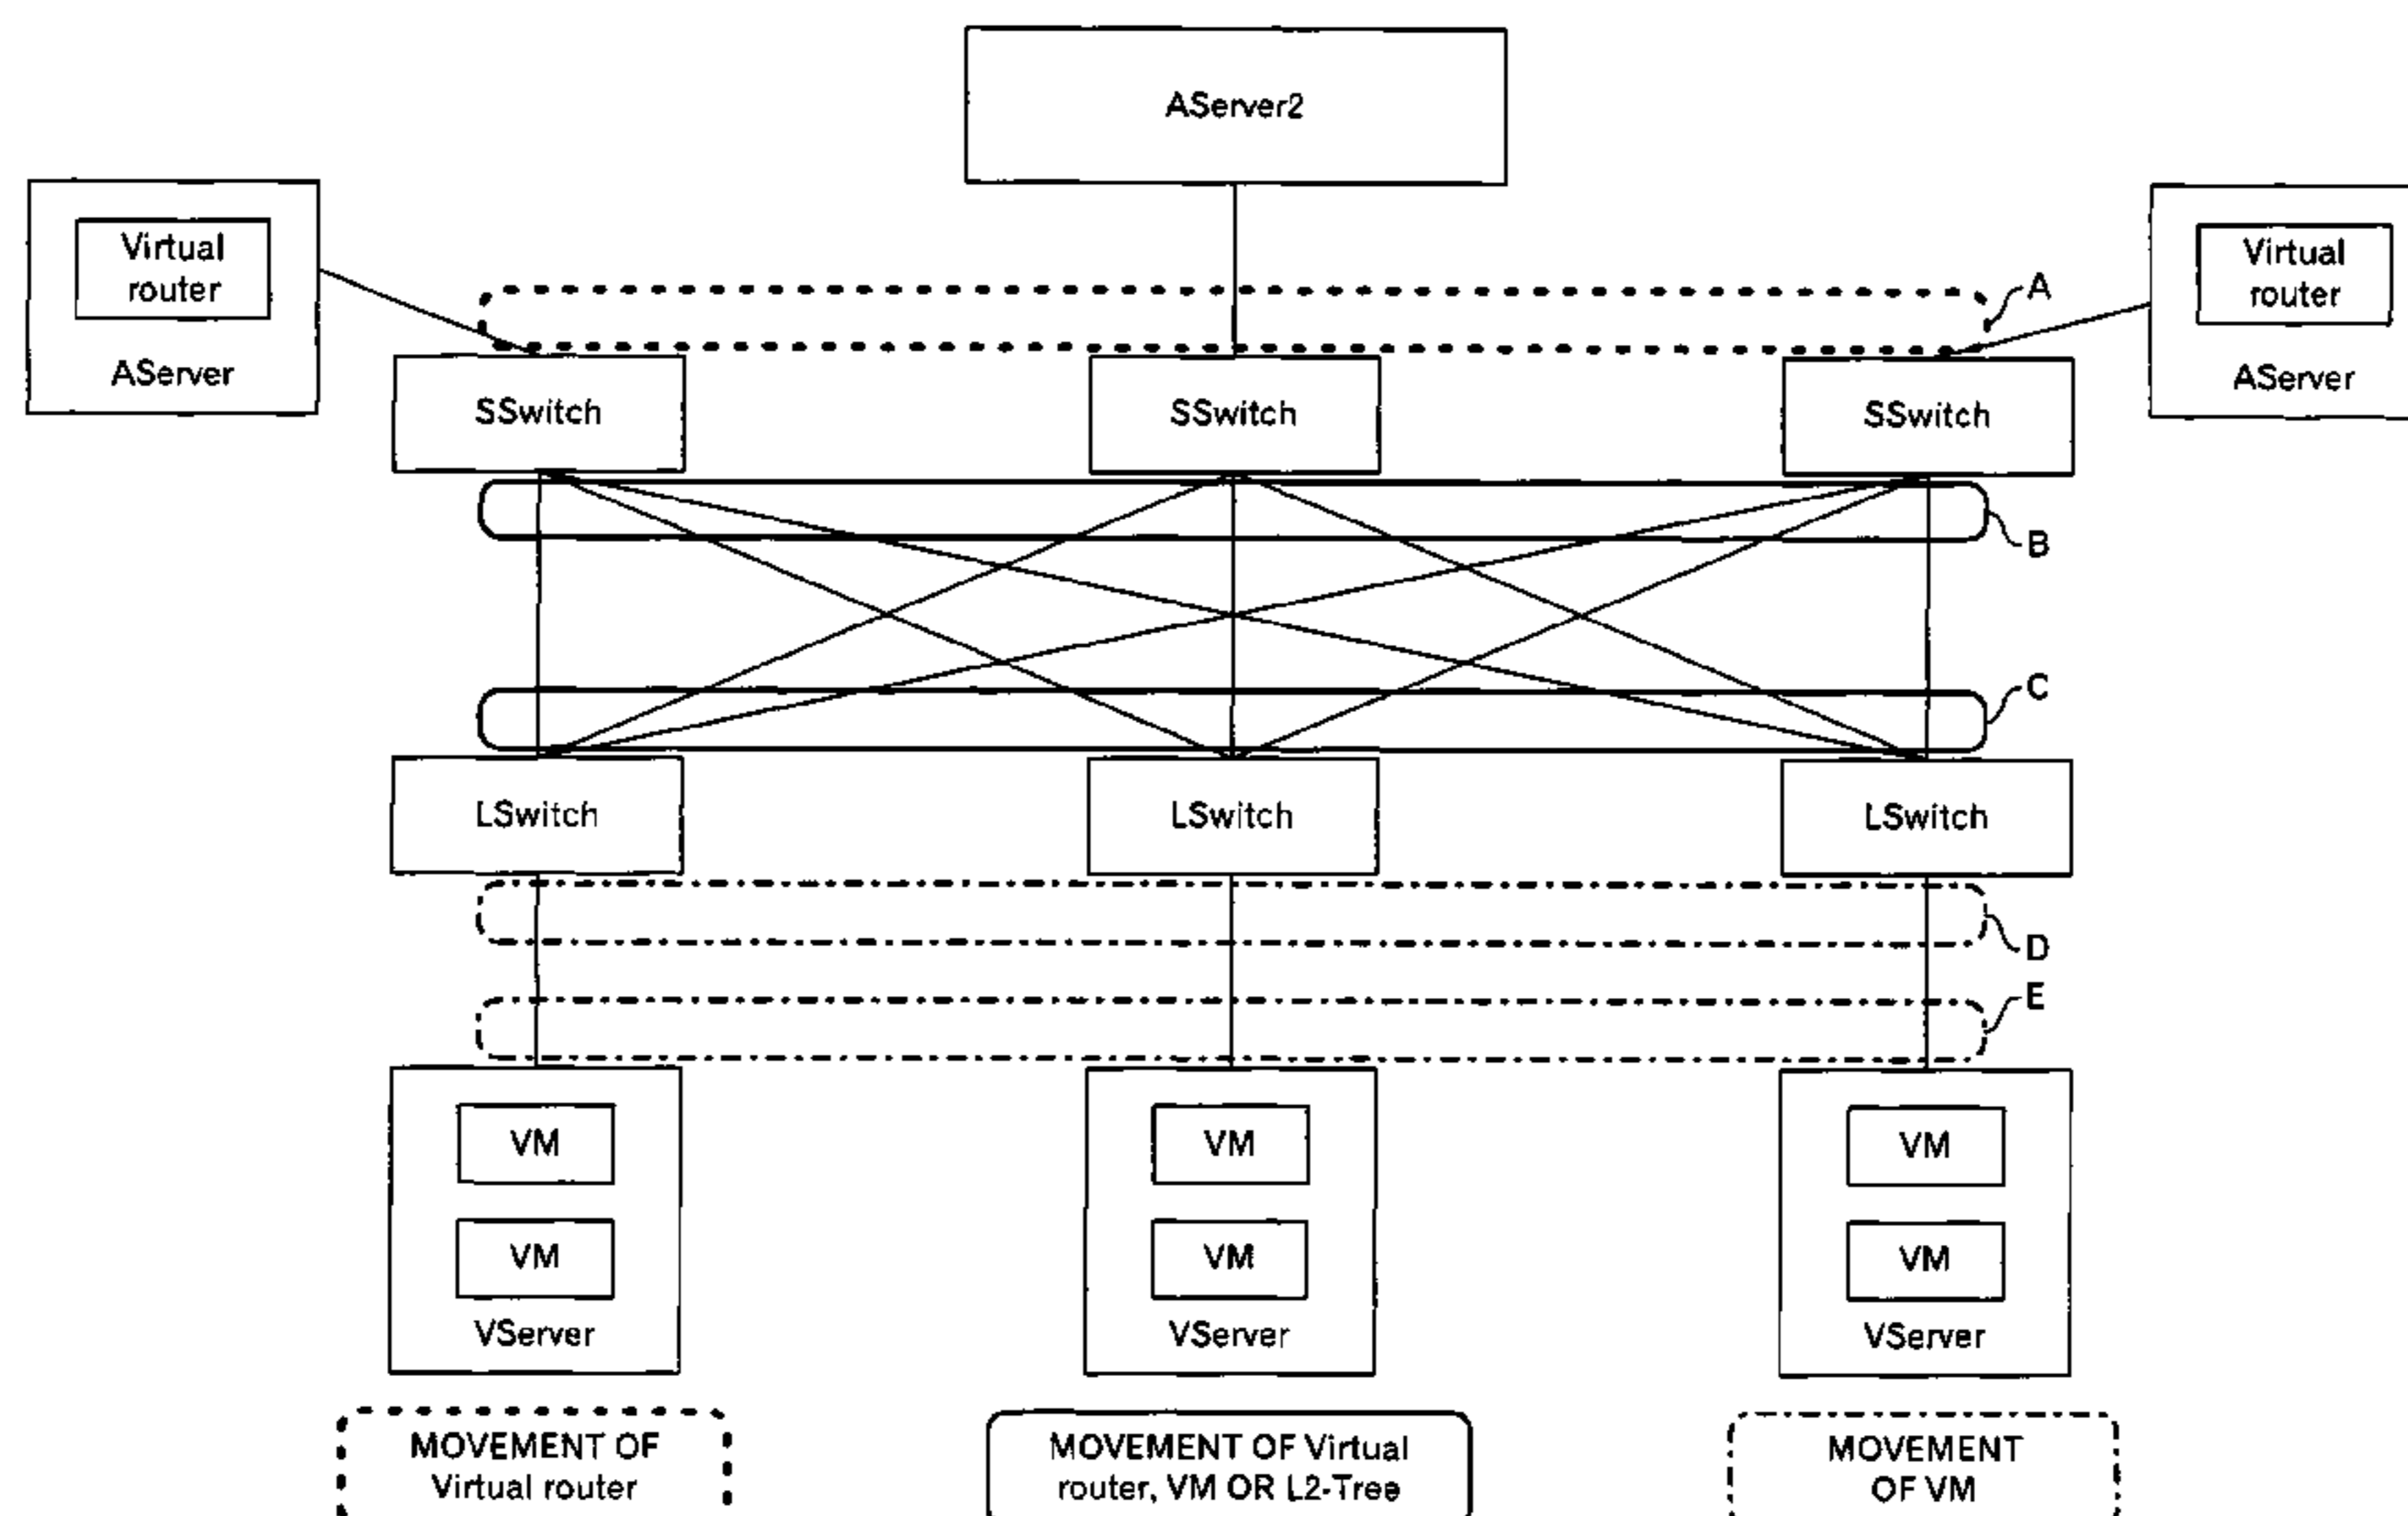 AServer2
Virtual
router
AServer
A
Virtual
router
AServer
SSwitch
SSwitch
SSwitch
B
C
LSwitch
LSwitch
LSwitch
D
E
VM
VM
VM
VM
VM
VM
VServer
VServer
VServer
MOVEMENT OF
Virtual router
MOVEMENT OF Virtual
router, VM OR L2-Tree
MOVEMENT
OF VM